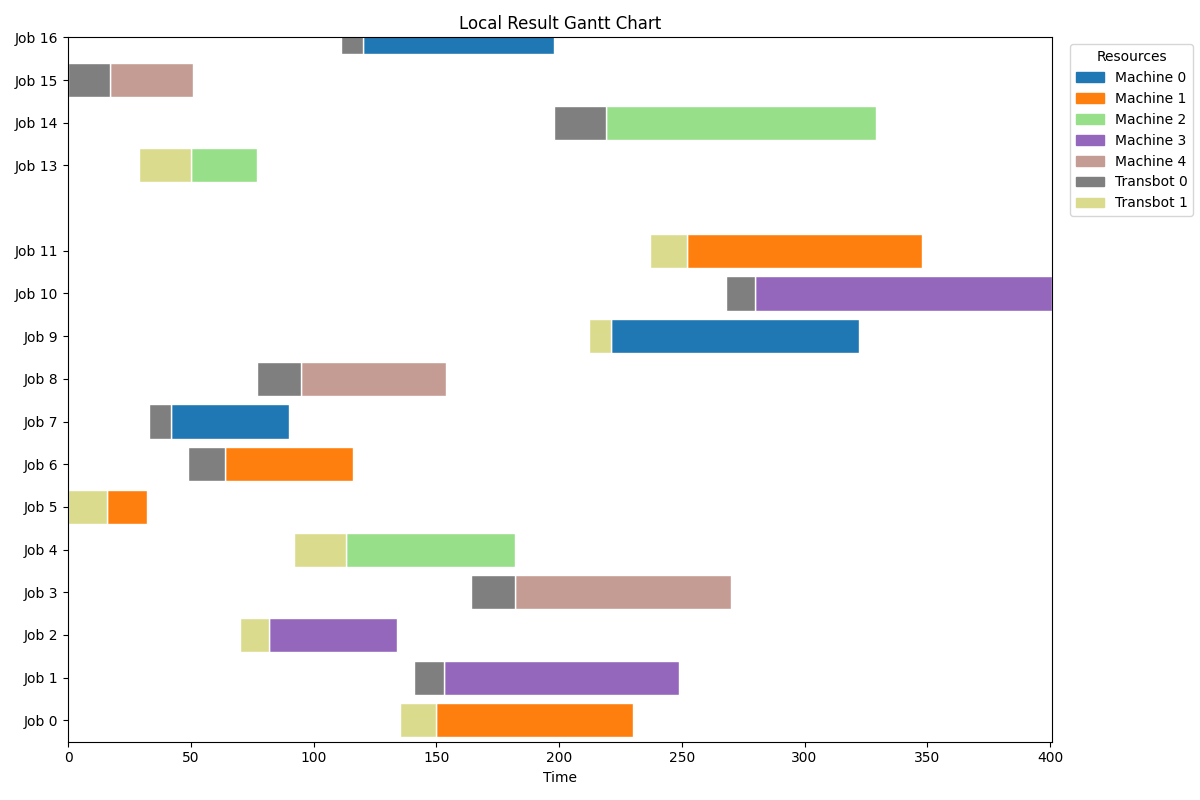 Local Result Gantt Chart
Job 16
Job 15
Job 14
Job 13
Job 11
Job 10
Job 9
Job 8
Job 7
Job 6
Job 5
Job 4
Job 3
Job 2
Job 1
Job 0
0 50 100 150 200 250 300 350 400
Time
Resources
Machine 0
Machine 1
Machine 2
Machine 3
Machine 4
Transbot 0
Transbot 1